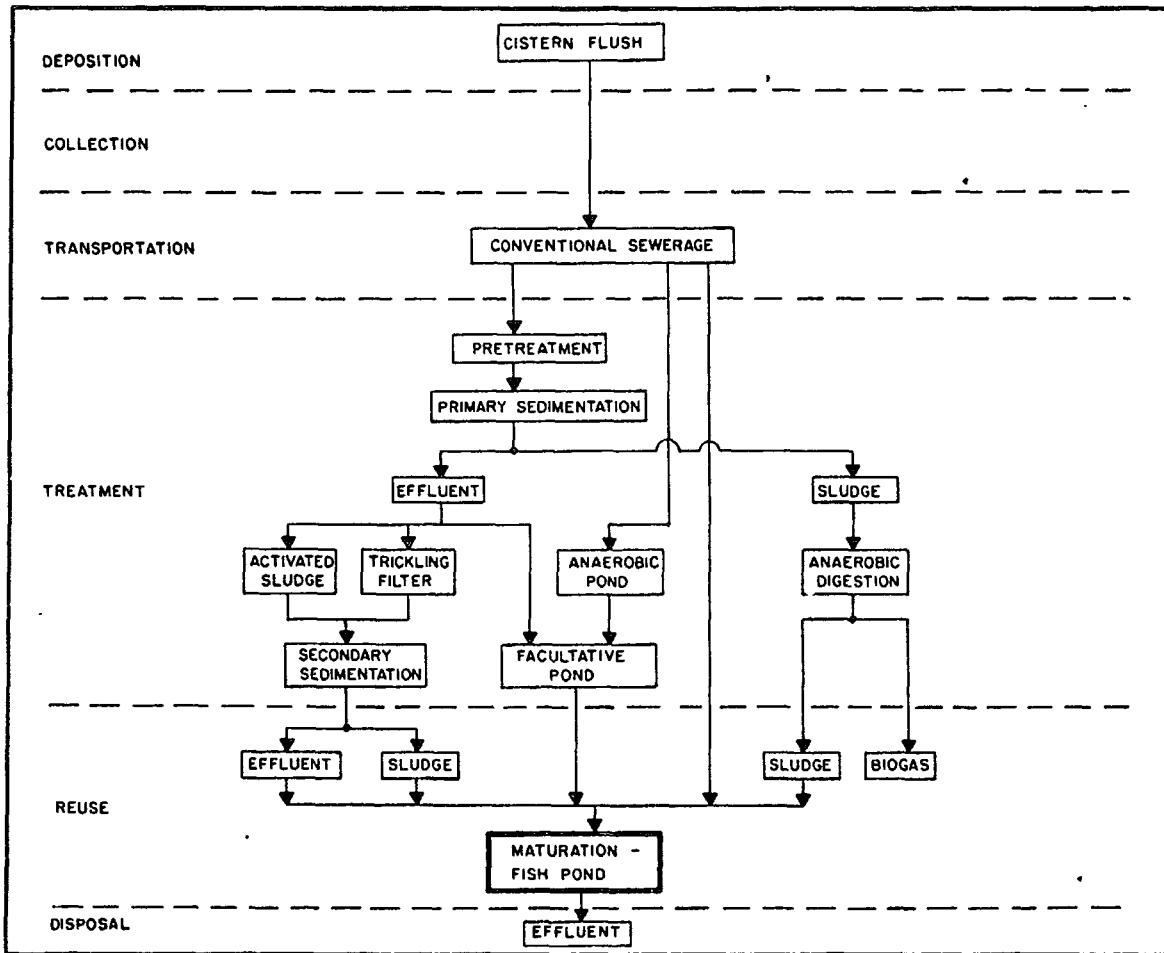 CISTERN FLUSH
DEPOSITION
COLLECTION
TRANSPORTATION
CONVENTIONAL SEWERAGE
PRETREATMENT
PRIMARY SEDIMENTATION
TREATMENT
EFFLUENT
SLUDGE
ACTIVATED
SLUDGE
TRICKLING
FILTER
ANAEROBIC
POND
ANAEROBIC
DIGESTION
SECONDARY
SEDIMENTATION
FACULTATIVE
POND
EFFLUENT
SLUDGE
SLUDGE
BIOGAS
REUSE
MATURATION -
FISH POND
DISPOSAL
EFFLUENT